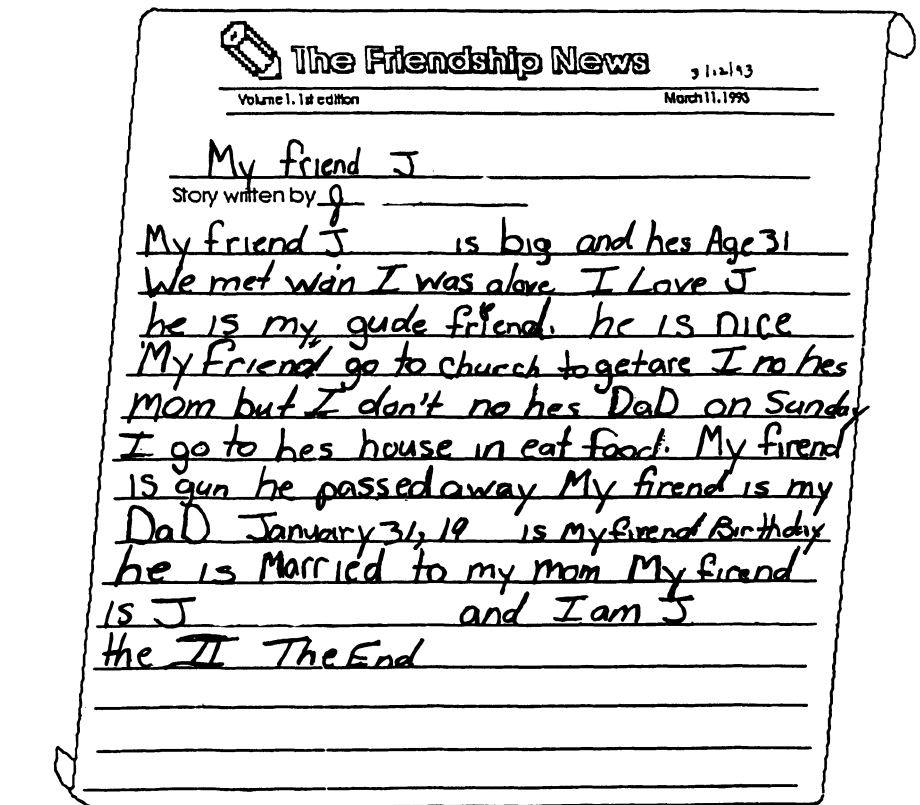 The Friendship News 3/12/93
Volume 1. 1st edition March 11. 1993
My friend J
Story written by J
My friend J is big and hes Age 31
We met wain I was alove I Love J
he is my gude friend. he is nice
My Friend go to church togetare I no hes
mom but I don't no hes DaD on Sunday
I go to hes house in eat food. My firend
is gun he passed away My firend is my
DaD January 31, 19 is My firend Birthday
he is Married to my mom My firend
is J and I am J
the II The End